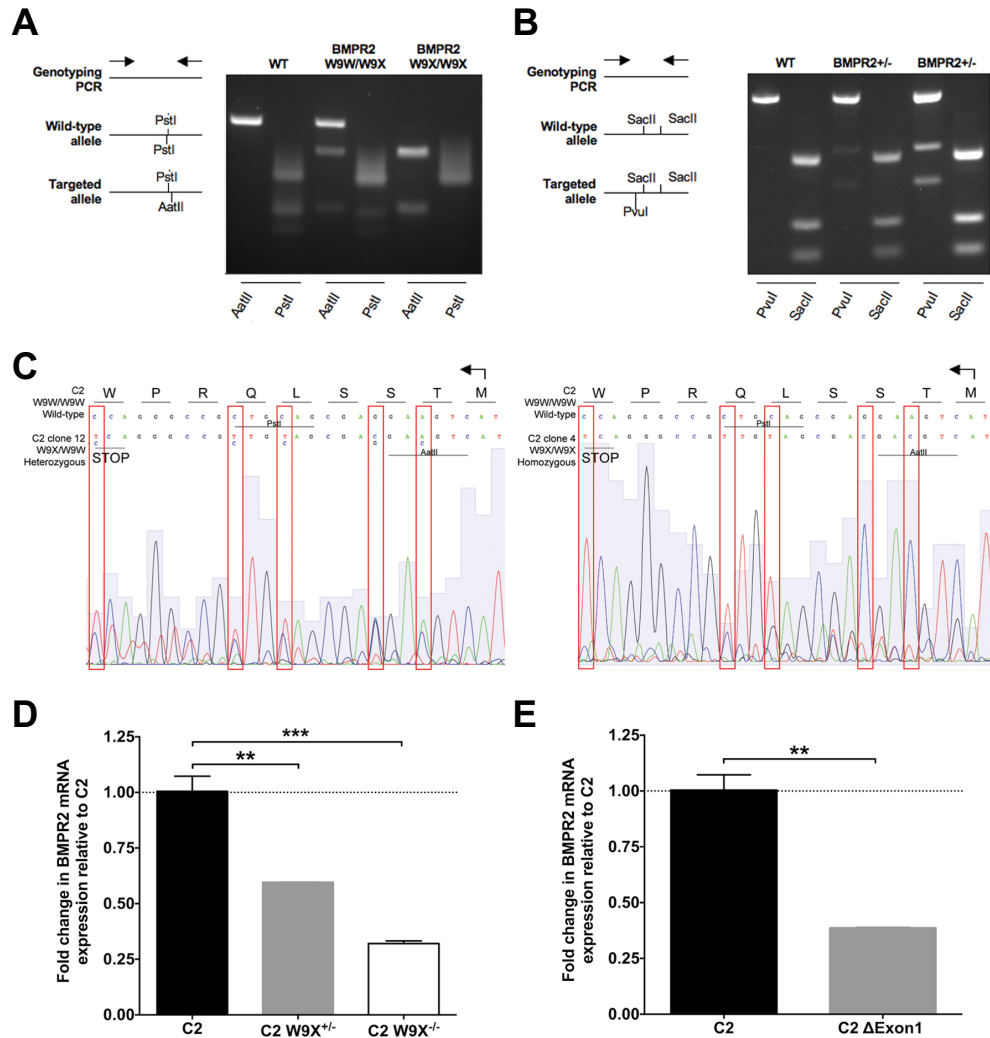 A
Genotyping PCR
Wild-type allele
PstI
PstI
Targeted allele
PstI
AatII
WT
BMPR2 W9W/W9X
BMPR2 W9X/W9X
AatII
PstI
AatII
PstI
AatII
PstI
B
Genotyping PCR
Wild-type allele
SacII
SacII
Targeted allele
SacII
SacII
PvuI
WT
BMPR2+/-
BMPR2+/-
PvuI
SacII
PvuI
SacII
PvuI
SacII
C
C2 W9W/W9W Wild-type
W P R Q L S S T M
C C A G G G C C G C T G C A G C G A G G A A G T C A T
PstI
C2 clone 12 W9X/W9W Heterozygous
T C A G G G C C G T T G T A G C G A C G A A G T C A T
C C C G C
STOP
AatII
C2 W9W/W9W Wild-type
W P R Q L S S T M
C C A G G G C C G C T G C A G C G A G G A A G T C A T
PstI
C2 clone 4 W9X/W9X Homozygous
T C A G G G C C G T T G T A G C G A C G A C G T C A T
STOP
AatII
D
Fold change in BMPR2 mRNA expression relative to C2
1.25
1.00
0.75
0.50
0.25
0.00
***
**
C2
C2 W9X+/-
C2 W9X-/-
E
Fold change in BMPR2 mRNA expression relative to C2
1.25
1.00
0.75
0.50
0.25
0.00
**
C2
C2 ΔExon1